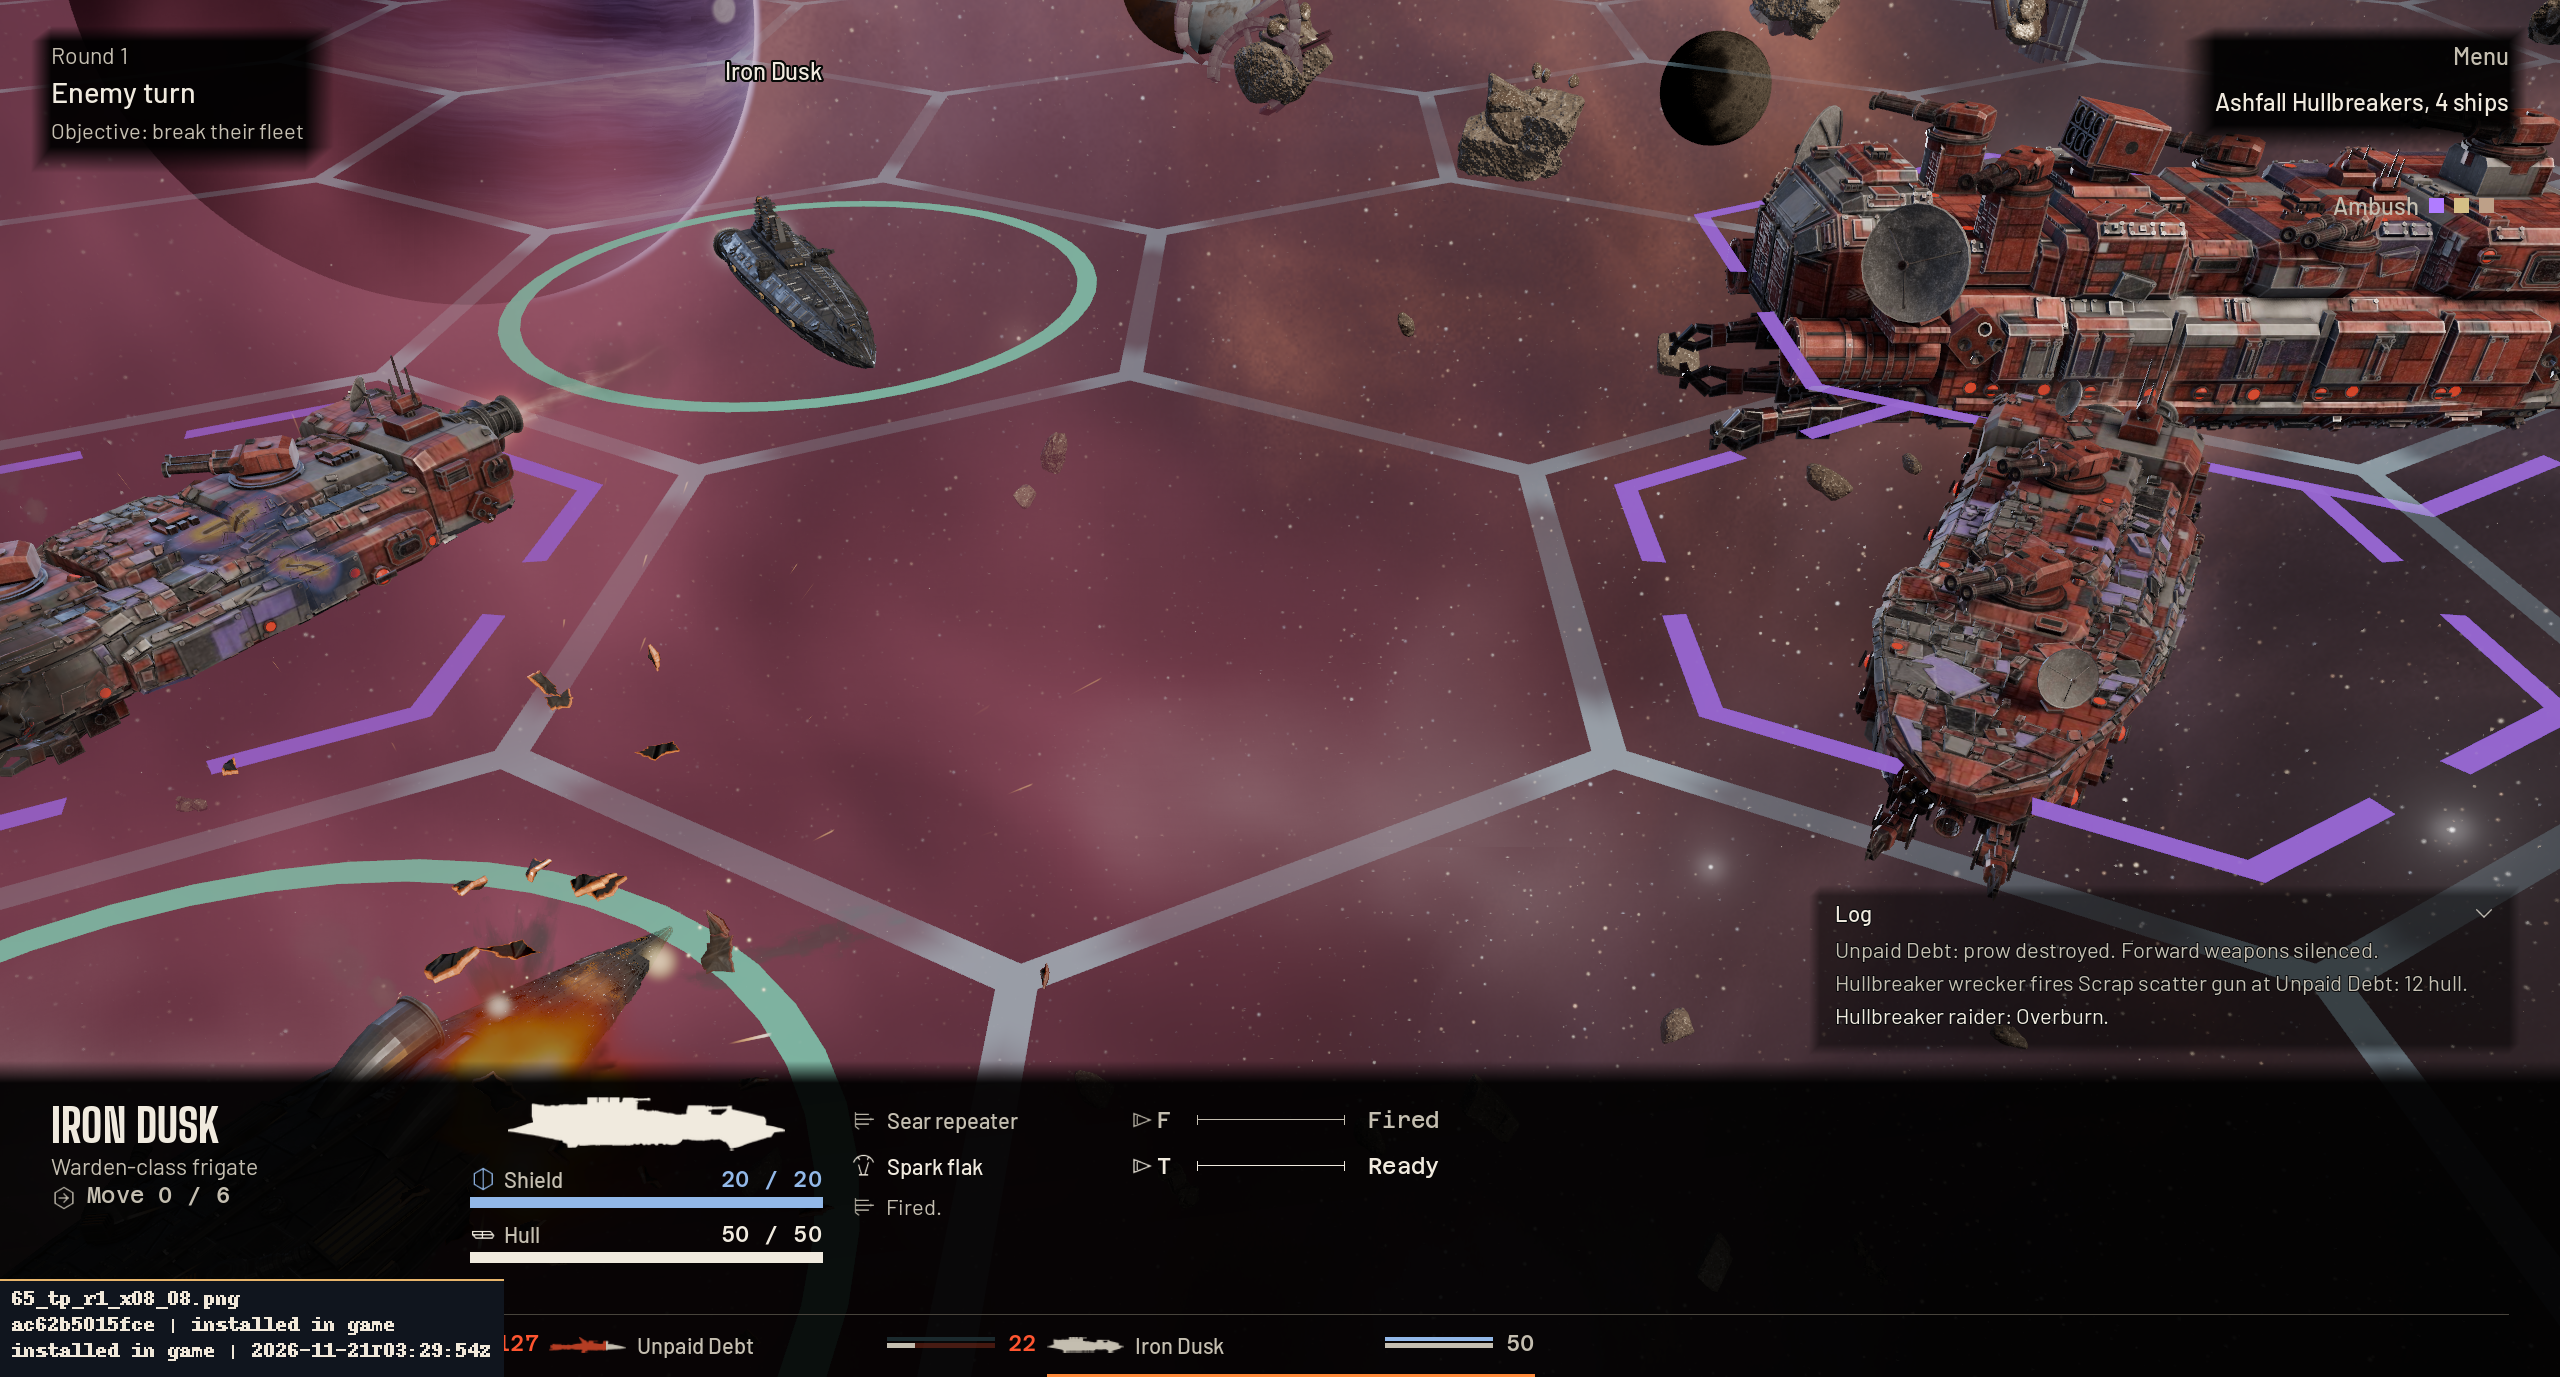 Round 1
Enemy turn
Objective: break their fleet
Iron Dusk
Menu
Ashfall Hullbreakers, 4 ships
Ambush
Log
Unpaid Debt: prow destroyed. Forward weapons silenced.
Hullbreaker wrecker fires Scrap scatter gun at Unpaid Debt: 12 hull.
Hullbreaker raider: Overburn.
IRON DUSK
Warden-class frigate
Move 0 / 6
Shield 20 / 20
Hull 50 / 50
Sear repeater F Fired
Spark flak T Ready
Fired.
65_tp_r1_x08_08.png
ac62b5015fce | installed in game
installed in game | 2026-11-21T03:29:54Z
127 Unpaid Debt 22 Iron Dusk 50